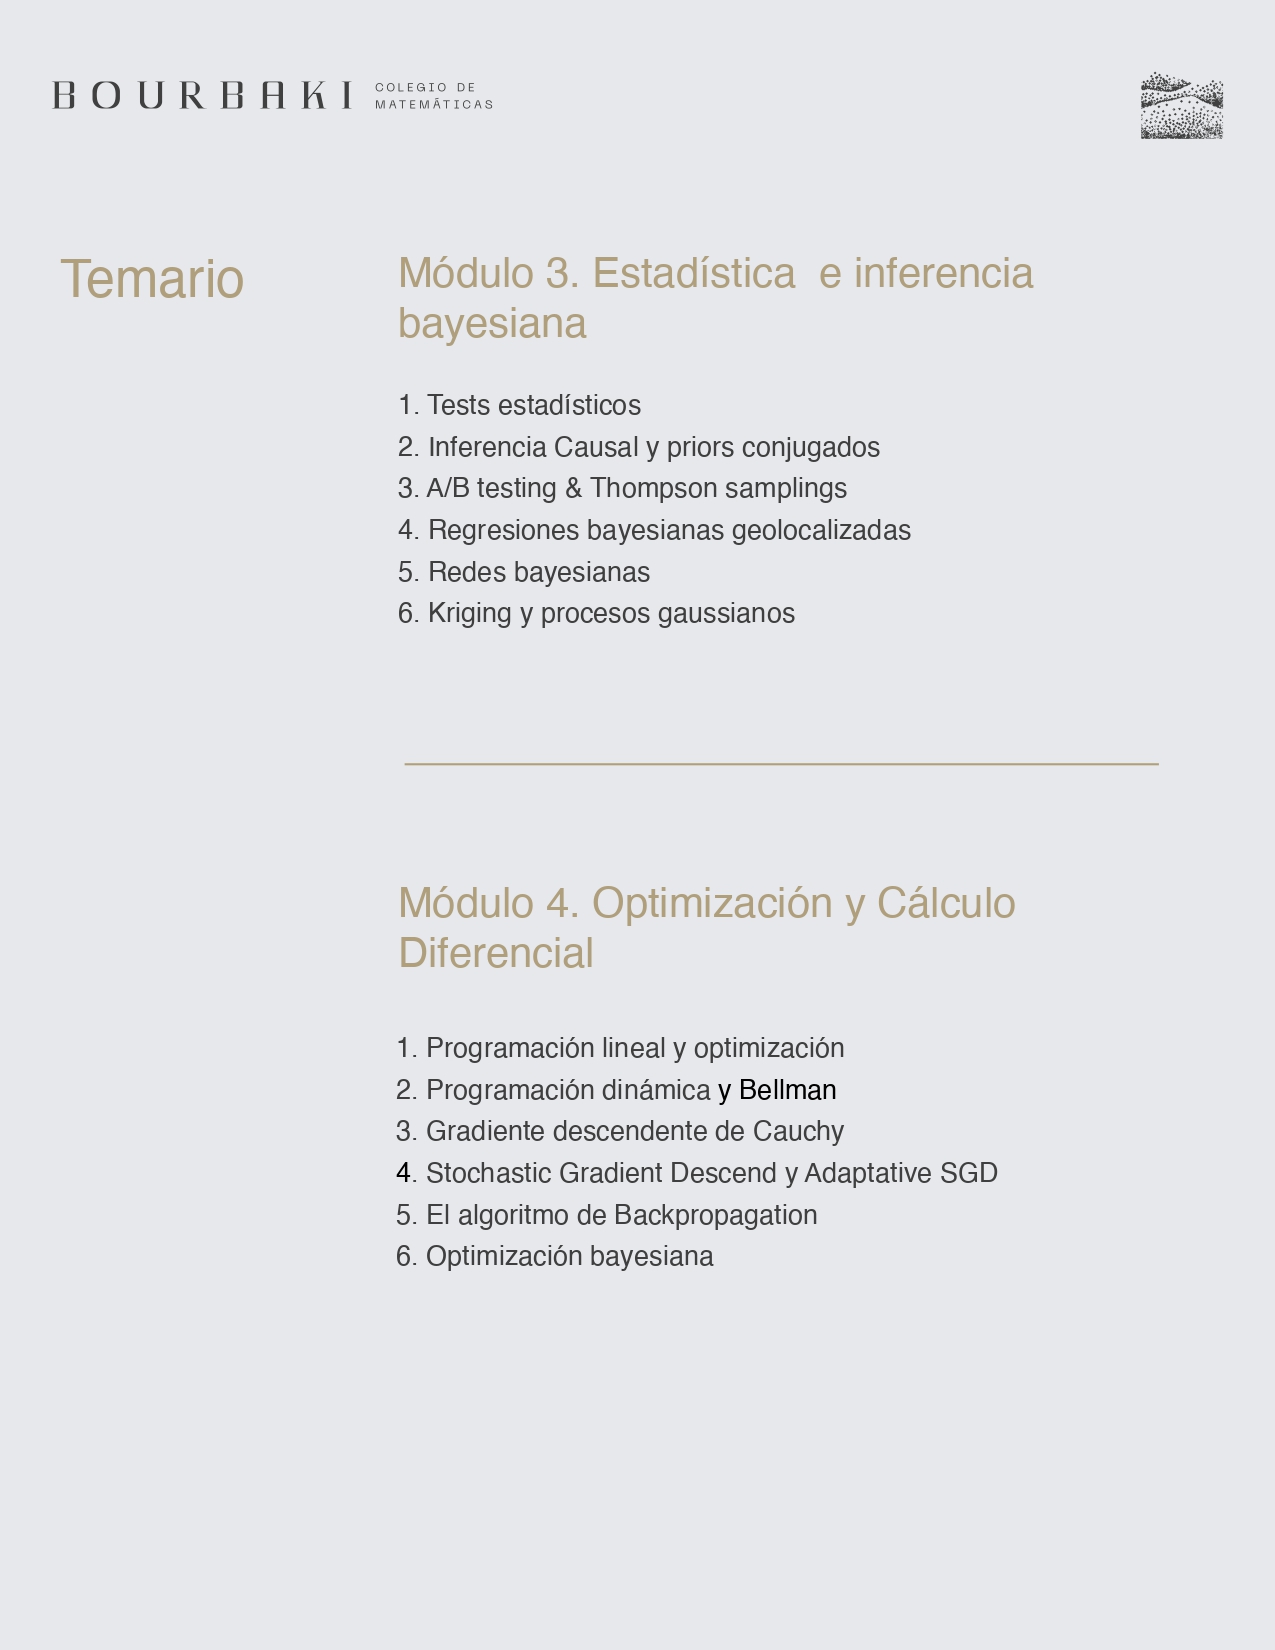 BOURBAKI
COLEGIO DE
MATEMÁTICAS
Temario
Módulo 3. Estadística  e inferencia
bayesiana
1. Tests estadísticos
2. Inferencia Causal y priors conjugados
3. A/B testing & Thompson samplings
4. Regresiones bayesianas geolocalizadas
5. Redes bayesianas
6. Kriging y procesos gaussianos
Módulo 4. Optimización y Cálculo
Diferencial
1. Programación lineal y optimización
2. Programación dinámica y Bellman
3. Gradiente descendente de Cauchy
4. Stochastic Gradient Descend y Adaptative SGD
5. El algoritmo de Backpropagation
6. Optimización bayesiana